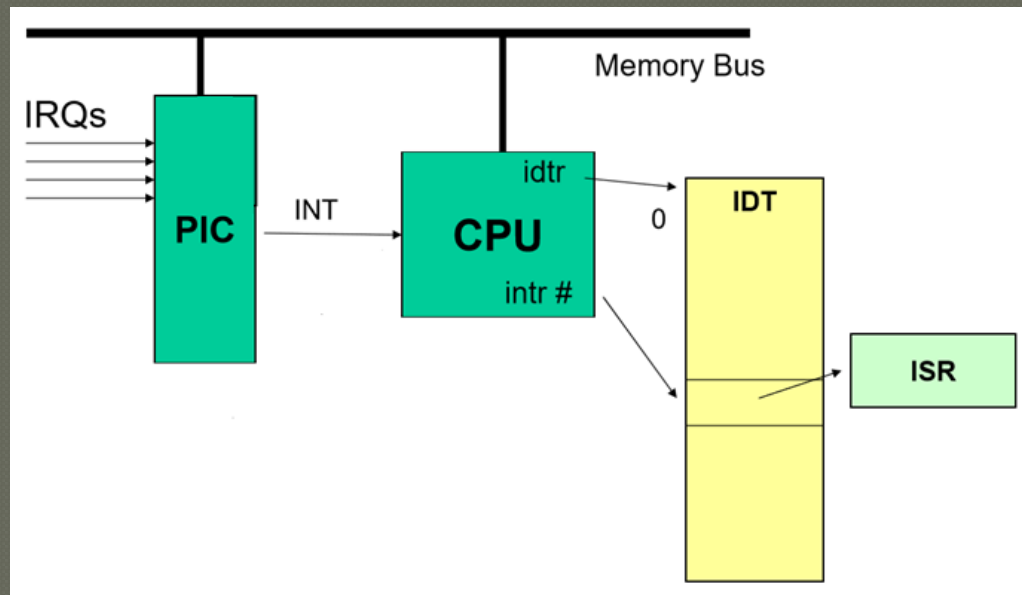 Memory Bus
IRQs
idtr
INT
PIC
CPU
0
IDT
intr #
ISR